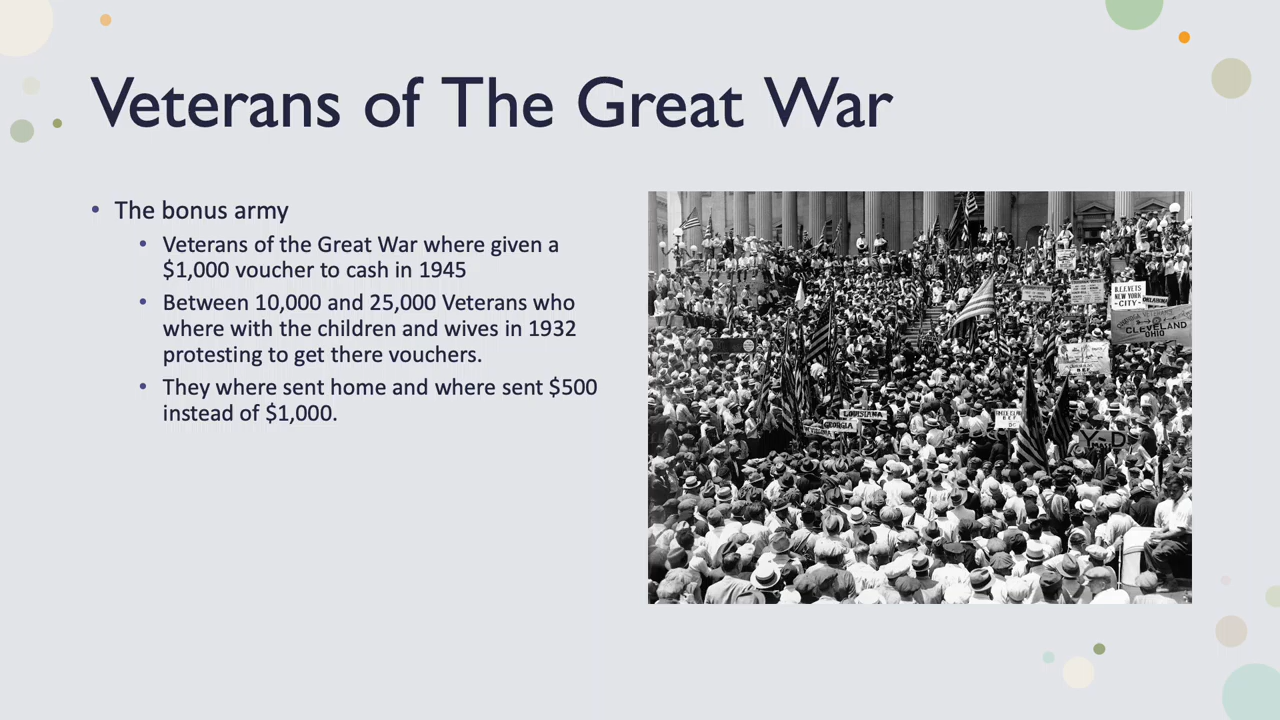 Veterans of The Great War
• The bonus army
• Veterans of the Great War where given a
$1,000 voucher to cash in 1945
• Between 10,000 and 25,000 Veterans who
where with the children and wives in 1932
protesting to get there vouchers.
• They where sent home and where sent $500
instead of $1,000.
B.E.F.VETS
NEW YORK
-CITY-
OKLAHOMA
CLEVELAND
OHIO
LOUISIANA
GEORGIA
Y-D